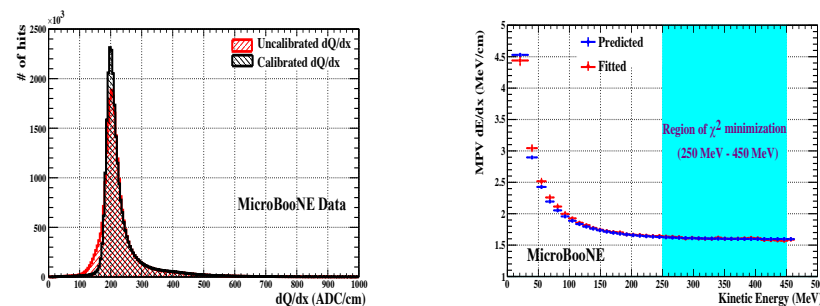 ×10³
Uncalibrated dQ/dx
Calibrated dQ/dx
# of hits
2500
2000
1500
1000
500
0
MicroBooNE Data
0 100 200 300 400 500 600 700 800 900 1000
dQ/dx (ADC/cm)
MPV dE/dx (MeV/cm)
5
4.5
4
3.5
3
2.5
2
1.5
1
Predicted
Fitted
Region of χ² minimization
(250 MeV - 450 MeV)
MicroBooNE
0 50 100 150 200 250 300 350 400 450 500
Kinetic Energy (MeV)